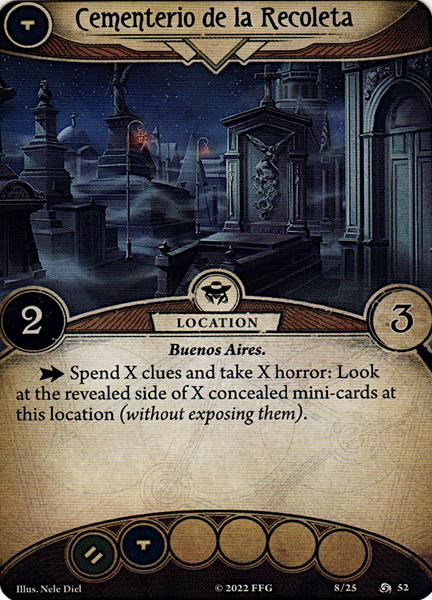 Cementerio de la Recoleta
2
3
LOCATION
Buenos Aires.
Spend X clues and take X horror: Look
at the revealed side of X concealed mini-cards at
this location (without exposing them).
Illus. Nele Diel
© 2022 FFG
8/25
52